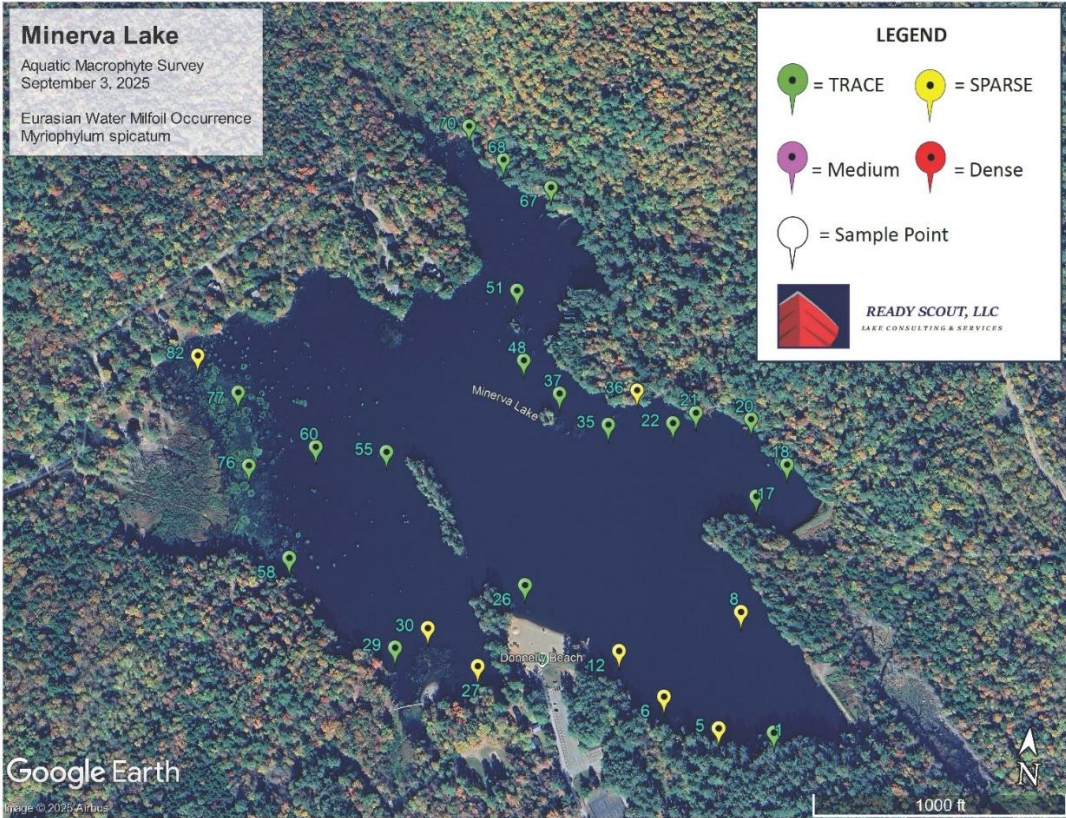 Minerva Lake
Aquatic Macrophyte Survey
September 3, 2025
Eurasian Water Milfoil Occurrence
Myriophylum spicatum
LEGEND
= TRACE
= SPARSE
= Medium
= Dense
= Sample Point
READY SCOUT, LLC
LAKE CONSULTING & SERVICES
70
68
67
51
48
82
77
37
36
Minerva Lake
35
22
21
20
60
55
76
18
17
58
26
8
30
29
27
Donnelly Beach
12
6
5
1
N
Google Earth
Image © 2025 Airbus
1000 ft